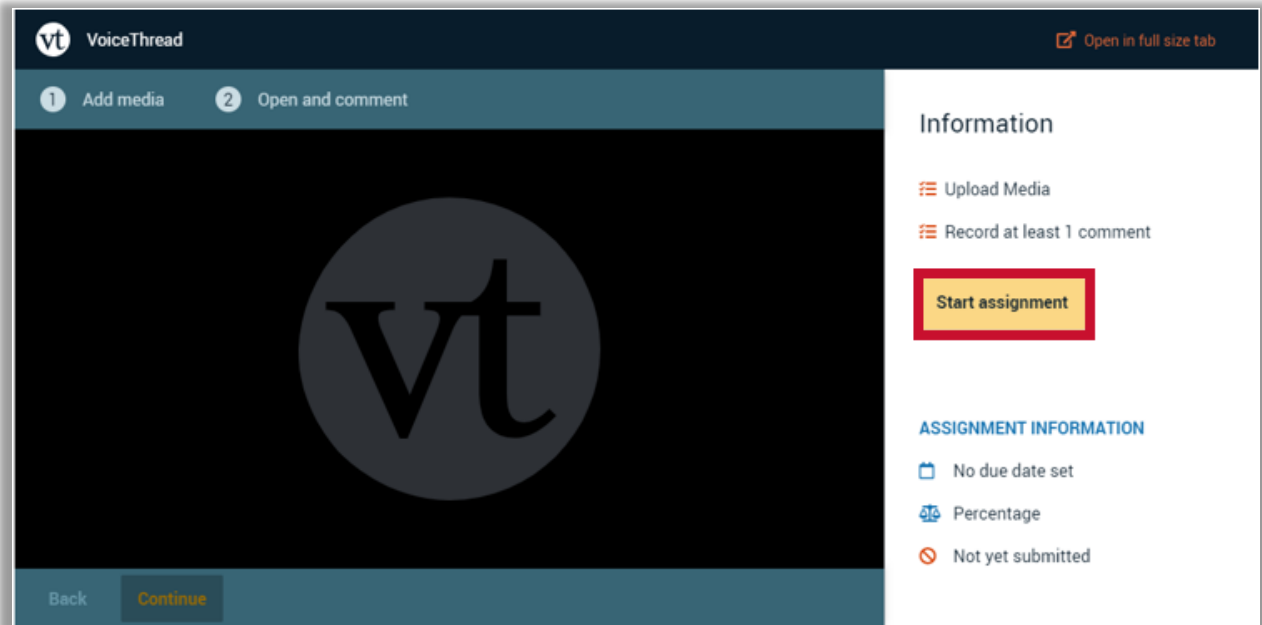 vt VoiceThread
Open in full size tab
1 Add media 2 Open and comment
vt
Back Continue
Information
Upload Media
Record at least 1 comment
Start assignment
ASSIGNMENT INFORMATION
No due date set
Percentage
Not yet submitted